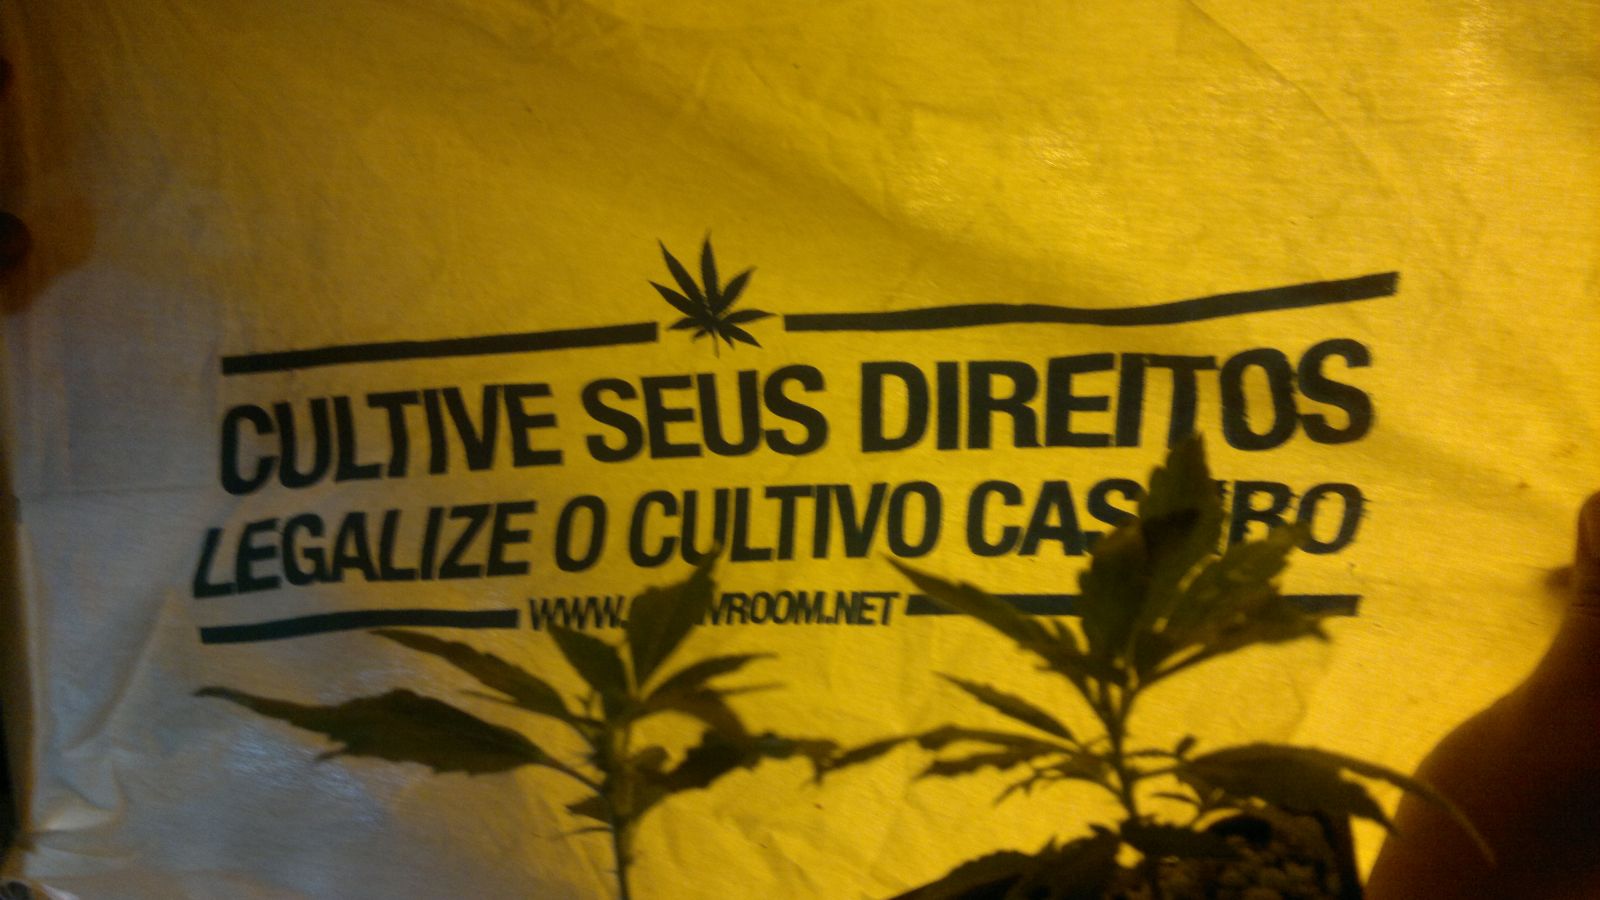 CULTIVE SEUS DIREITOS
LEGALIZE O CULTIVO